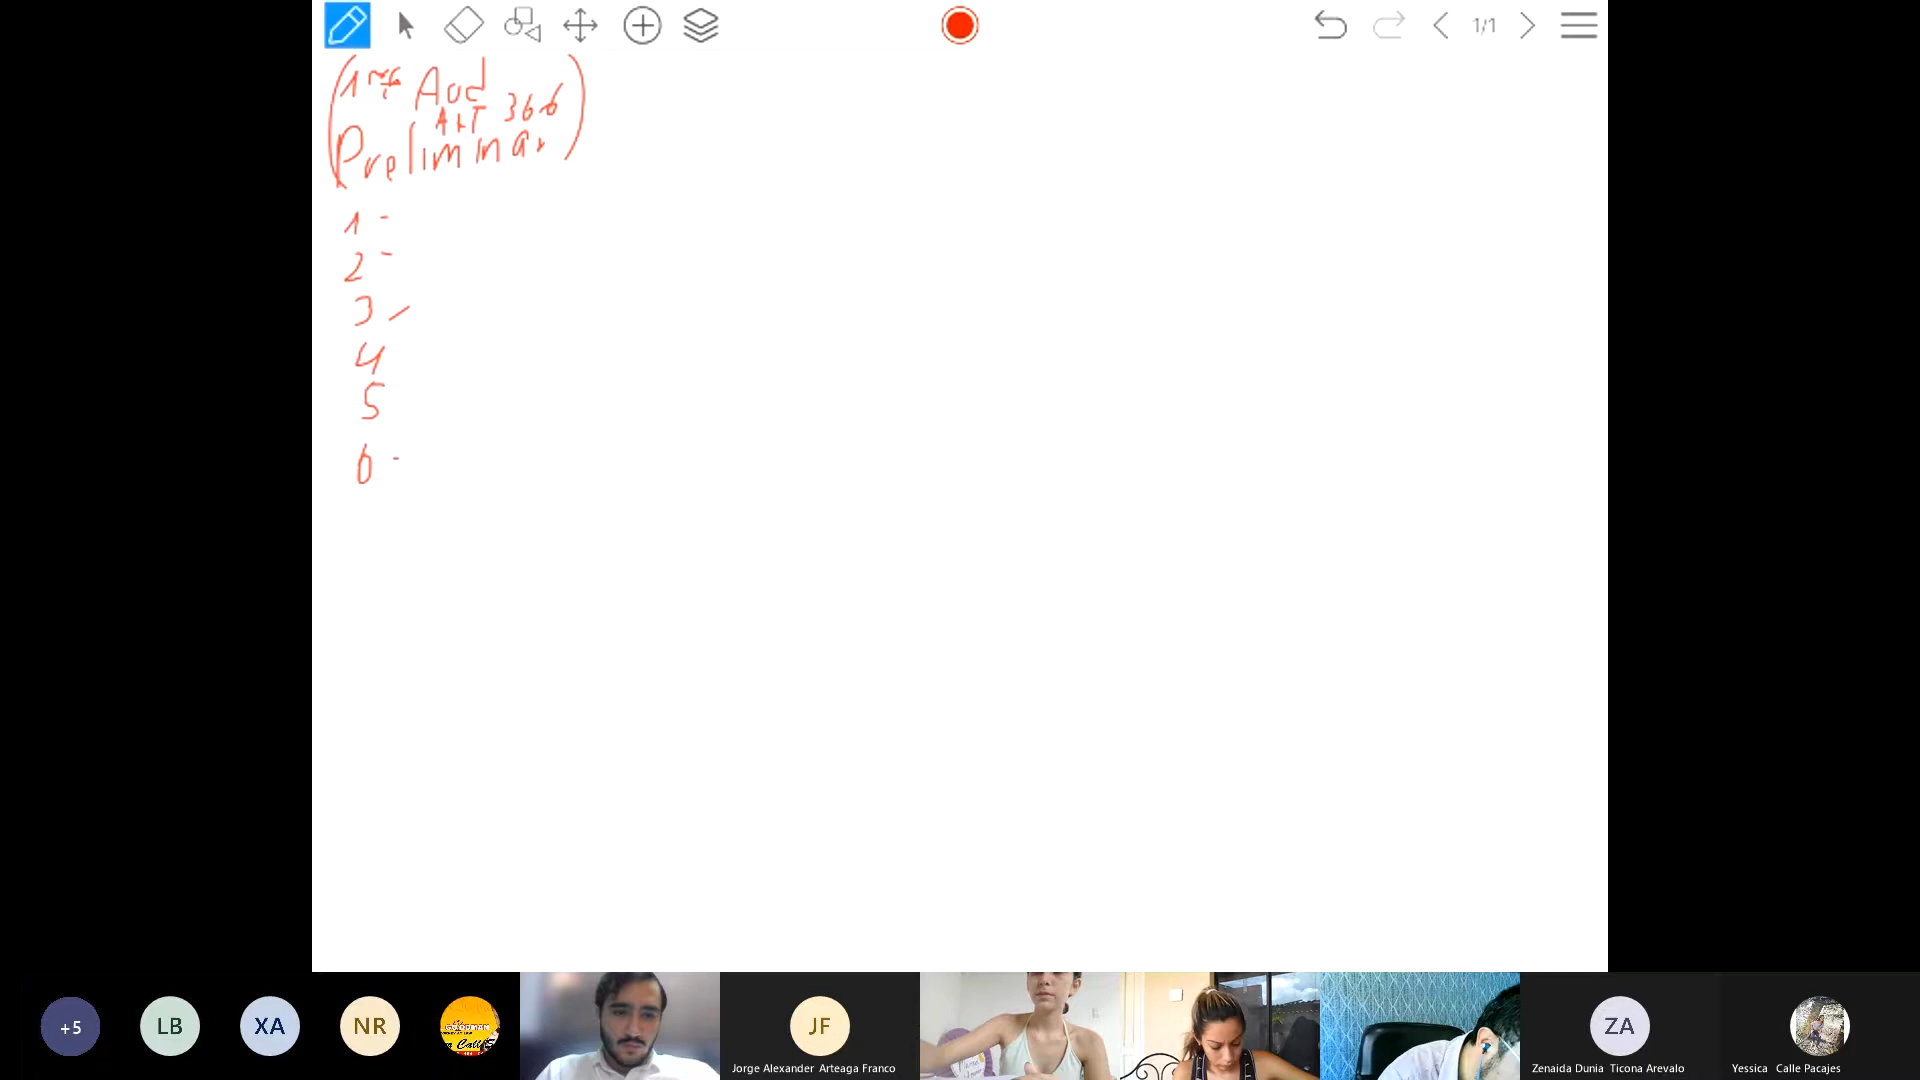 1/1
Aud
Art 366
Preliminar
1 -
2 -
3 -
4
5
6 -
+5
LB
XA
NR
GOODMAN
JF
Jorge Alexander Arteaga Franco
ZA
Zenaida Dunia Ticona Arevalo
Yessica Calle Pacajes